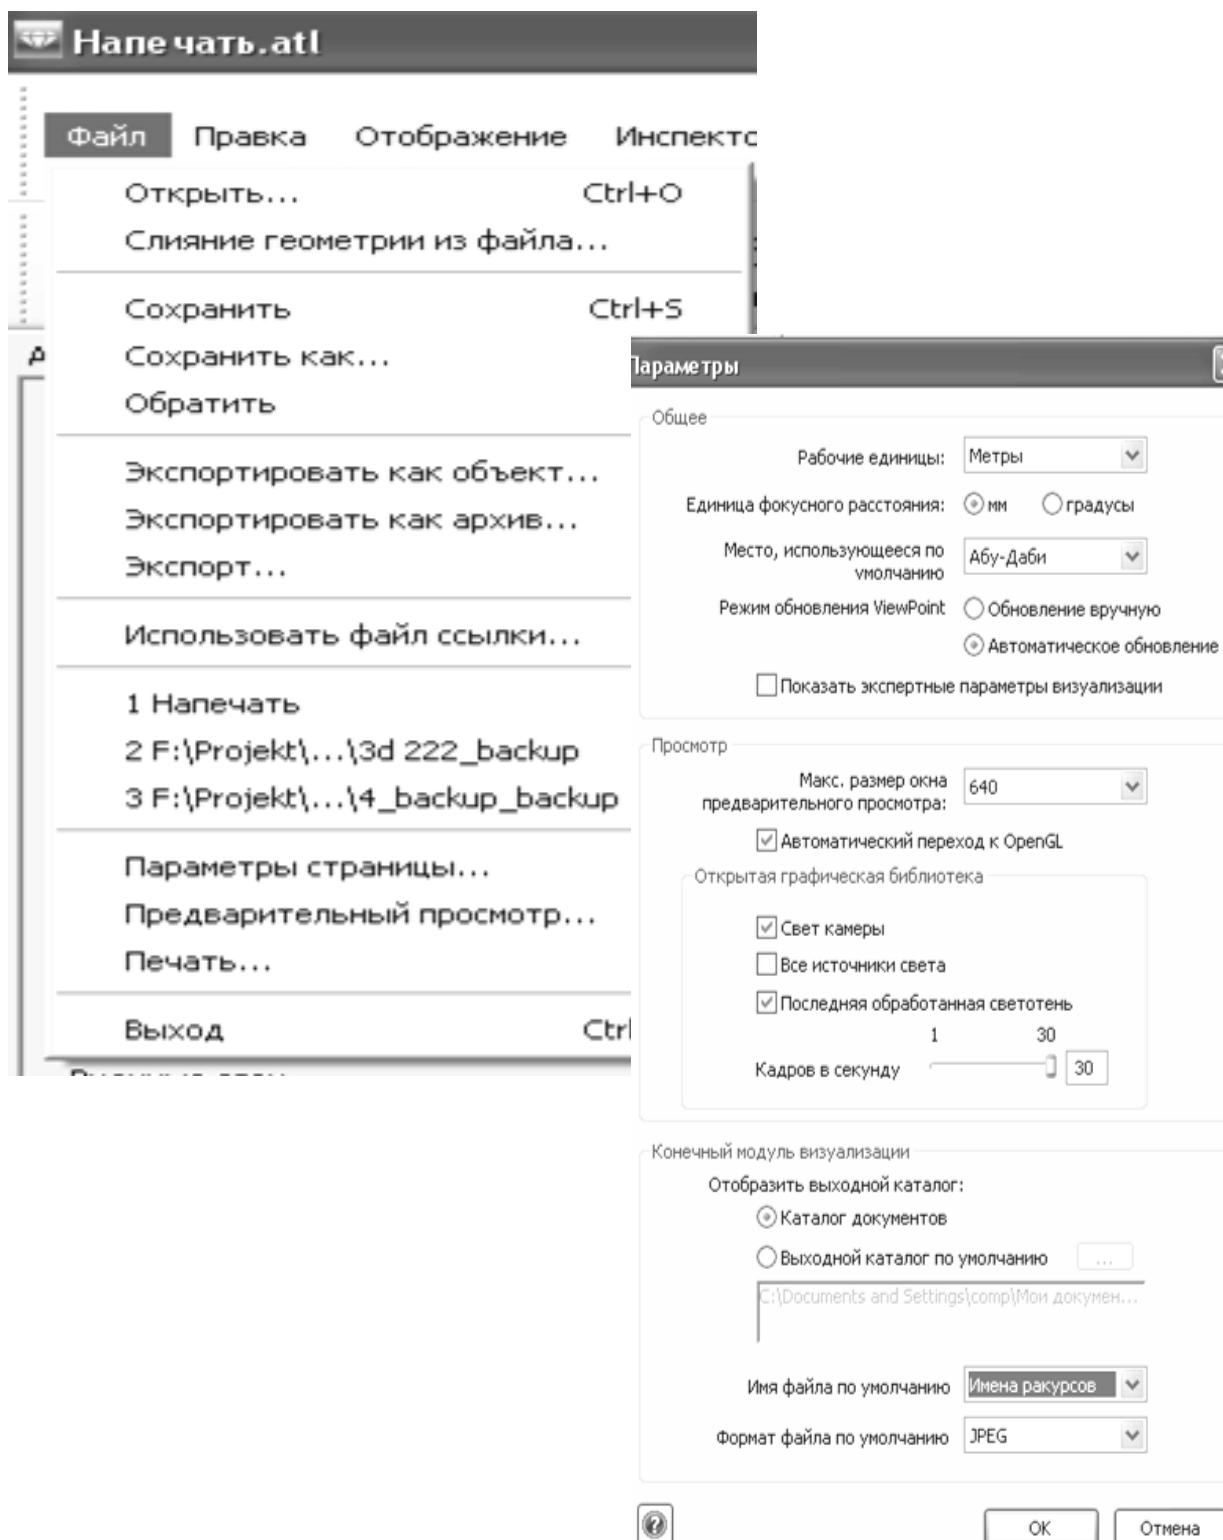 Напечать.atl
Файл Правка Отображение Инспекто
Открыть... Ctrl+O
Слияние геометрии из файла...
Сохранить Ctrl+S
Сохранить как...
Обратить
Экспортировать как объект...
Экспортировать как архив...
Экспорт...
Использовать файл ссылки...
1 Напечать
2 F:\Projekt\...\3d 222_backup
3 F:\Projekt\...\4_backup_backup
Параметры страницы...
Предварительный просмотр...
Печать...
Выход Ctrl
Параметры
Общее
Рабочие единицы: Метры
Единица фокусного расстояния: мм градусы
Место, использующееся по
умолчанию Абу-Даби
Режим обновления ViewPoint Обновление вручную
Автоматическое обновление
Показать экспертные параметры визуализации
Просмотр
Макс. размер окна
предварительного просмотра: 640
Автоматический переход к OpenGL
Открытая графическая библиотека
Свет камеры
Все источники света
Последняя обработанная светотень
1 30
Кадров в секунду 30
Конечный модуль визуализации
Отобразить выходной каталог:
Каталог документов
Выходной каталог по умолчанию ...
C:\Documents and Settings\comp\Мои докумен...
Имя файла по умолчанию Имена ракурсов
Формат файла по умолчанию JPEG
OK Отмена